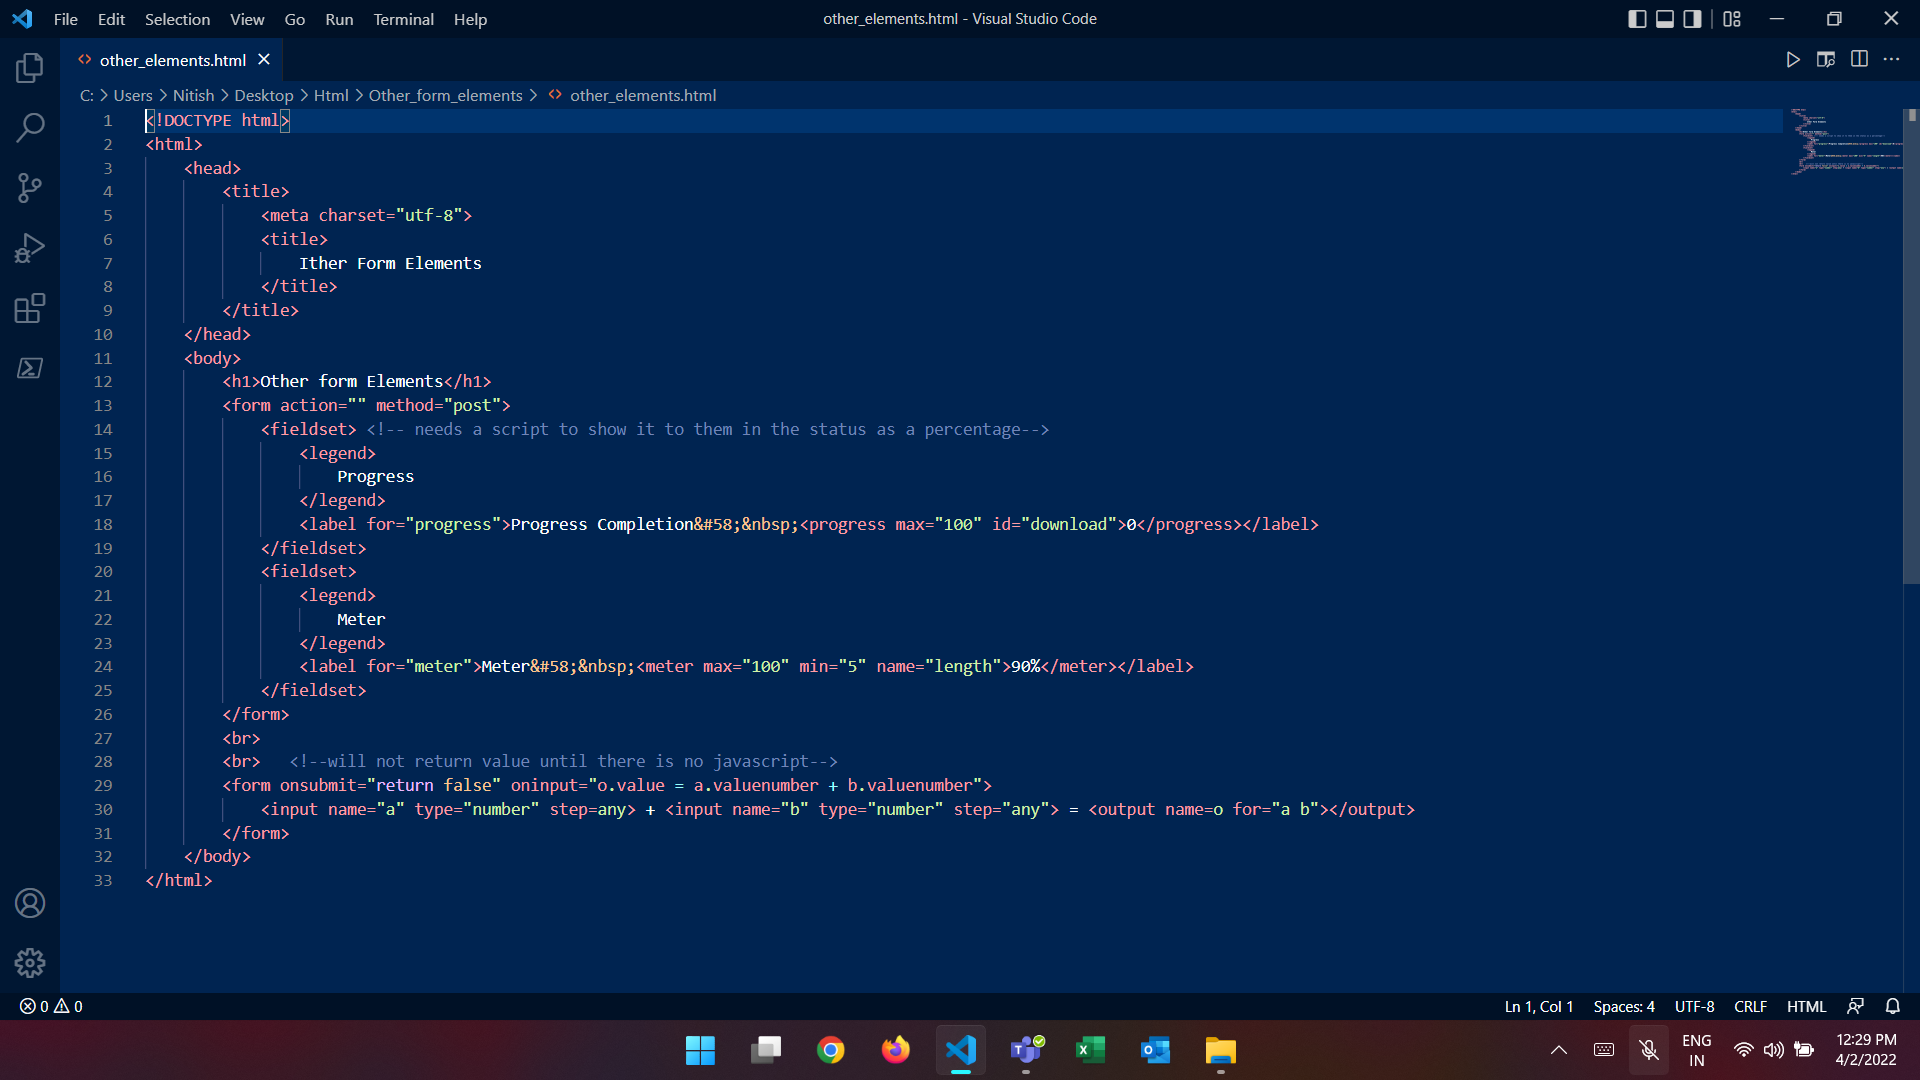 File Edit Selection View Go Run Terminal Help other_elements.html - Visual Studio Code
other_elements.html
C: > Users > Nitish > Desktop > Html > Other_form_elements > other_elements.html
1 <!DOCTYPE html>
2 <html>
3 <head>
4 <title>
5 <meta charset="utf-8">
6 <title>
7 Ither Form Elements
8 </title>
9 </title>
10 </head>
11 <body>
12 <h1>Other form Elements</h1>
13 <form action="" method="post">
14 <fieldset> <!-- needs a script to show it to them in the status as a percentage-->
15 <legend>
16 Progress
17 </legend>
18 <label for="progress">Progress Completion&#58;&nbsp;<progress max="100" id="download">0</progress></label>
19 </fieldset>
20 <fieldset>
21 <legend>
22 Meter
23 </legend>
24 <label for="meter">Meter&#58;&nbsp;<meter max="100" min="5" name="length">90%</meter></label>
25 </fieldset>
26 </form>
27 <br>
28 <br> <!--will not return value until there is no javascript-->
29 <form onsubmit="return false" oninput="o.value = a.valuenumber + b.valuenumber">
30 <input name="a" type="number" step=any> + <input name="b" type="number" step="any"> = <output name=o for="a b"></output>
31 </form>
32 </body>
33 </html>
0 0 Ln 1, Col 1 Spaces: 4 UTF-8 CRLF HTML
ENG
IN
12:29 PM
4/2/2022